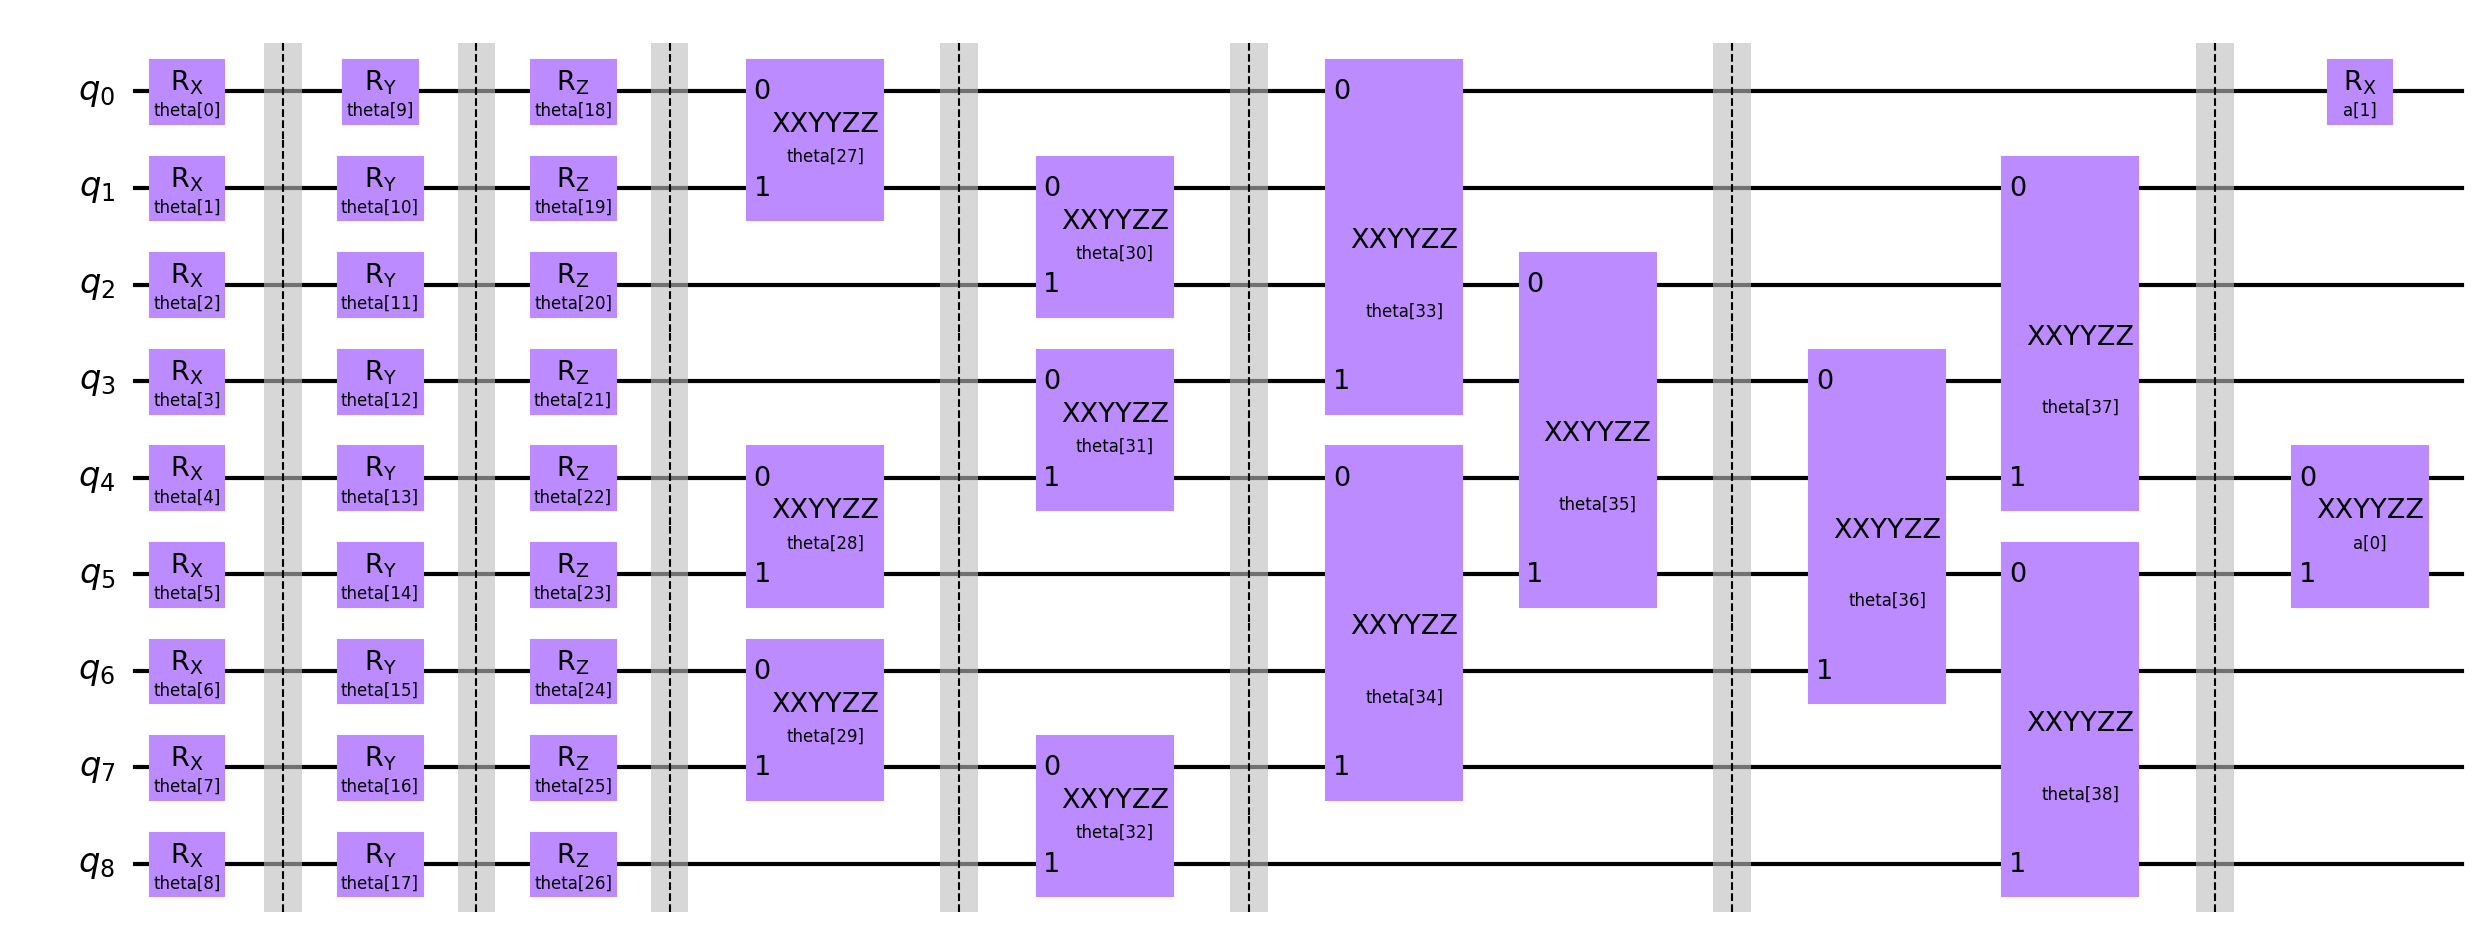 q0 RX theta[0] RY theta[9] RZ theta[18] 0 0 RX a[1]
XXYYZZ theta[27]
q1 RX theta[1] RY theta[10] RZ theta[19] 1 0 0
XXYYZZ theta[30] XXYYZZ theta[33]
q2 RX theta[2] RY theta[11] RZ theta[20] 1 0
XXYYZZ theta[37]
q3 RX theta[3] RY theta[12] RZ theta[21] 0 1 0
XXYYZZ theta[31] XXYYZZ theta[35]
q4 RX theta[4] RY theta[13] RZ theta[22] 0 1 0 1 0
XXYYZZ theta[28] XXYYZZ theta[36] XXYYZZ a[0]
q5 RX theta[5] RY theta[14] RZ theta[23] 1 1 0 1
XXYYZZ theta[34]
q6 RX theta[6] RY theta[15] RZ theta[24] 0 1
XXYYZZ theta[29] XXYYZZ theta[38]
q7 RX theta[7] RY theta[16] RZ theta[25] 1 0 1
XXYYZZ theta[32]
q8 RX theta[8] RY theta[17] RZ theta[26] 1 1